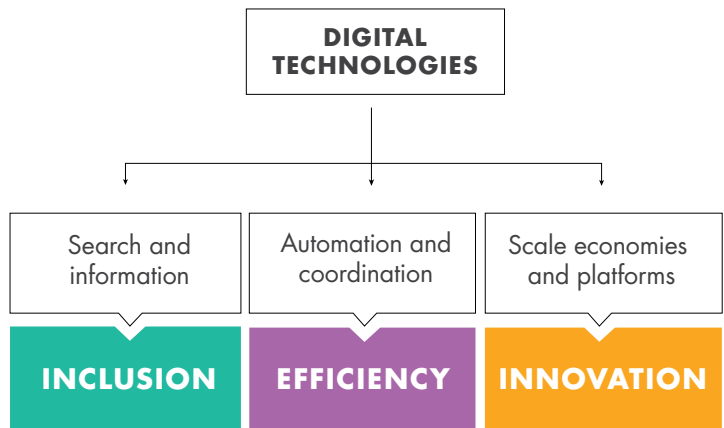 DIGITAL
TECHNOLOGIES
Search and
information
Automation and
coordination
Scale economies
and platforms
INCLUSION
EFFICIENCY
INNOVATION